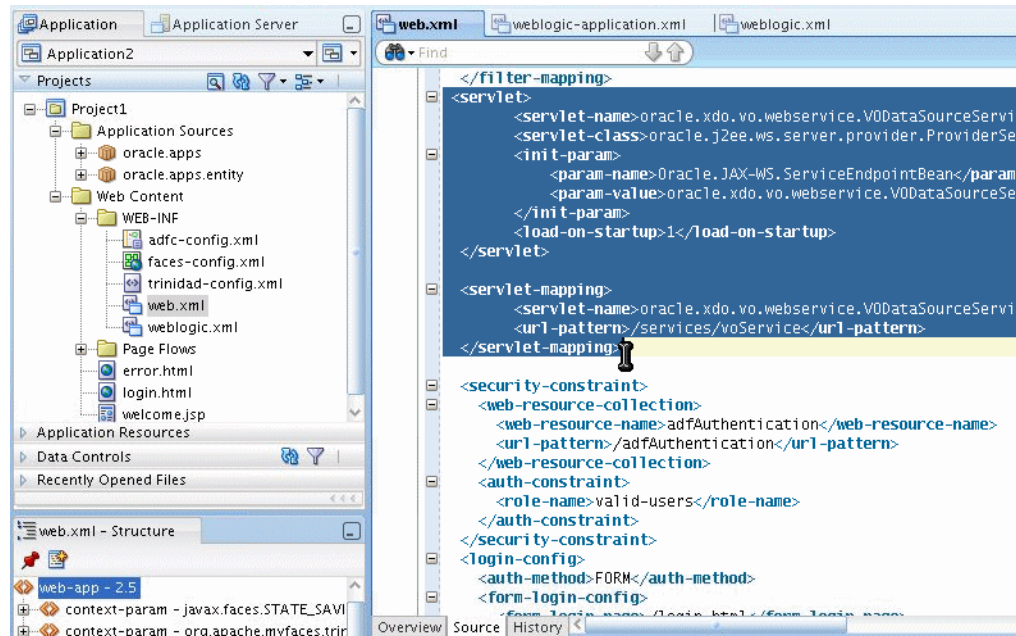 Application
Application Server
Application2
Projects
Project1
Application Sources
oracle.apps
oracle.apps.entity
Web Content
WEB-INF
adfc-config.xml
faces-config.xml
trinidad-config.xml
web.xml
weblogic.xml
Page Flows
error.html
login.html
welcome.jsp
Application Resources
Data Controls
Recently Opened Files
web.xml - Structure
web-app - 2.5
context-param - javax.faces.STATE_SAVI
context-param - org.apache.myfaces.trin
web.xml
weblogic-application.xml
weblogic.xml
Find
</filter-mapping>
<servlet>
<servlet-name>oracle.xdo.vo.webservice.VODataSourceServi
<servlet-class>oracle.j2ee.ws.server.provider.ProviderSe
<init-param>
<param-name>Oracle.JAX-WS.ServiceEndpointBean</param
<param-value>oracle.xdo.vo.webservice.VODataSourceSe
</init-param>
<load-on-startup>1</load-on-startup>
</servlet>
<servlet-mapping>
<servlet-name>oracle.xdo.vo.webservice.VODataSourceServi
<url-pattern>/services/voService</url-pattern>
</servlet-mapping>
<security-constraint>
<web-resource-collection>
<web-resource-name>adfAuthentication</web-resource-name>
<url-pattern>/adfAuthentication</url-pattern>
</web-resource-collection>
<auth-constraint>
<role-name>valid-users</role-name>
</auth-constraint>
</security-constraint>
<login-config>
<auth-method>FORM</auth-method>
<form-login-config>
<form-login-page>/login.html</form-login-page>
Overview Source History